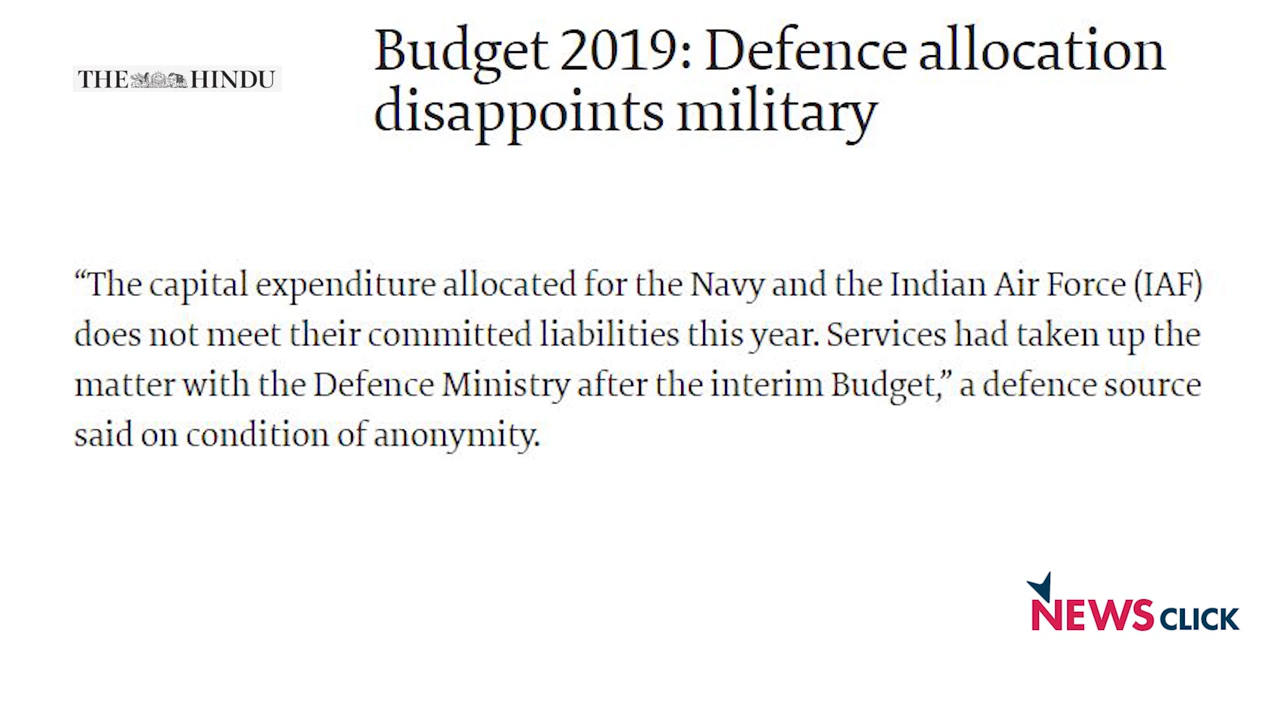 THE HINDU
Budget 2019: Defence allocation
disappoints military
“The capital expenditure allocated for the Navy and the Indian Air Force (IAF)
does not meet their committed liabilities this year. Services had taken up the
matter with the Defence Ministry after the interim Budget,” a defence source
said on condition of anonymity.
NEWS CLICK